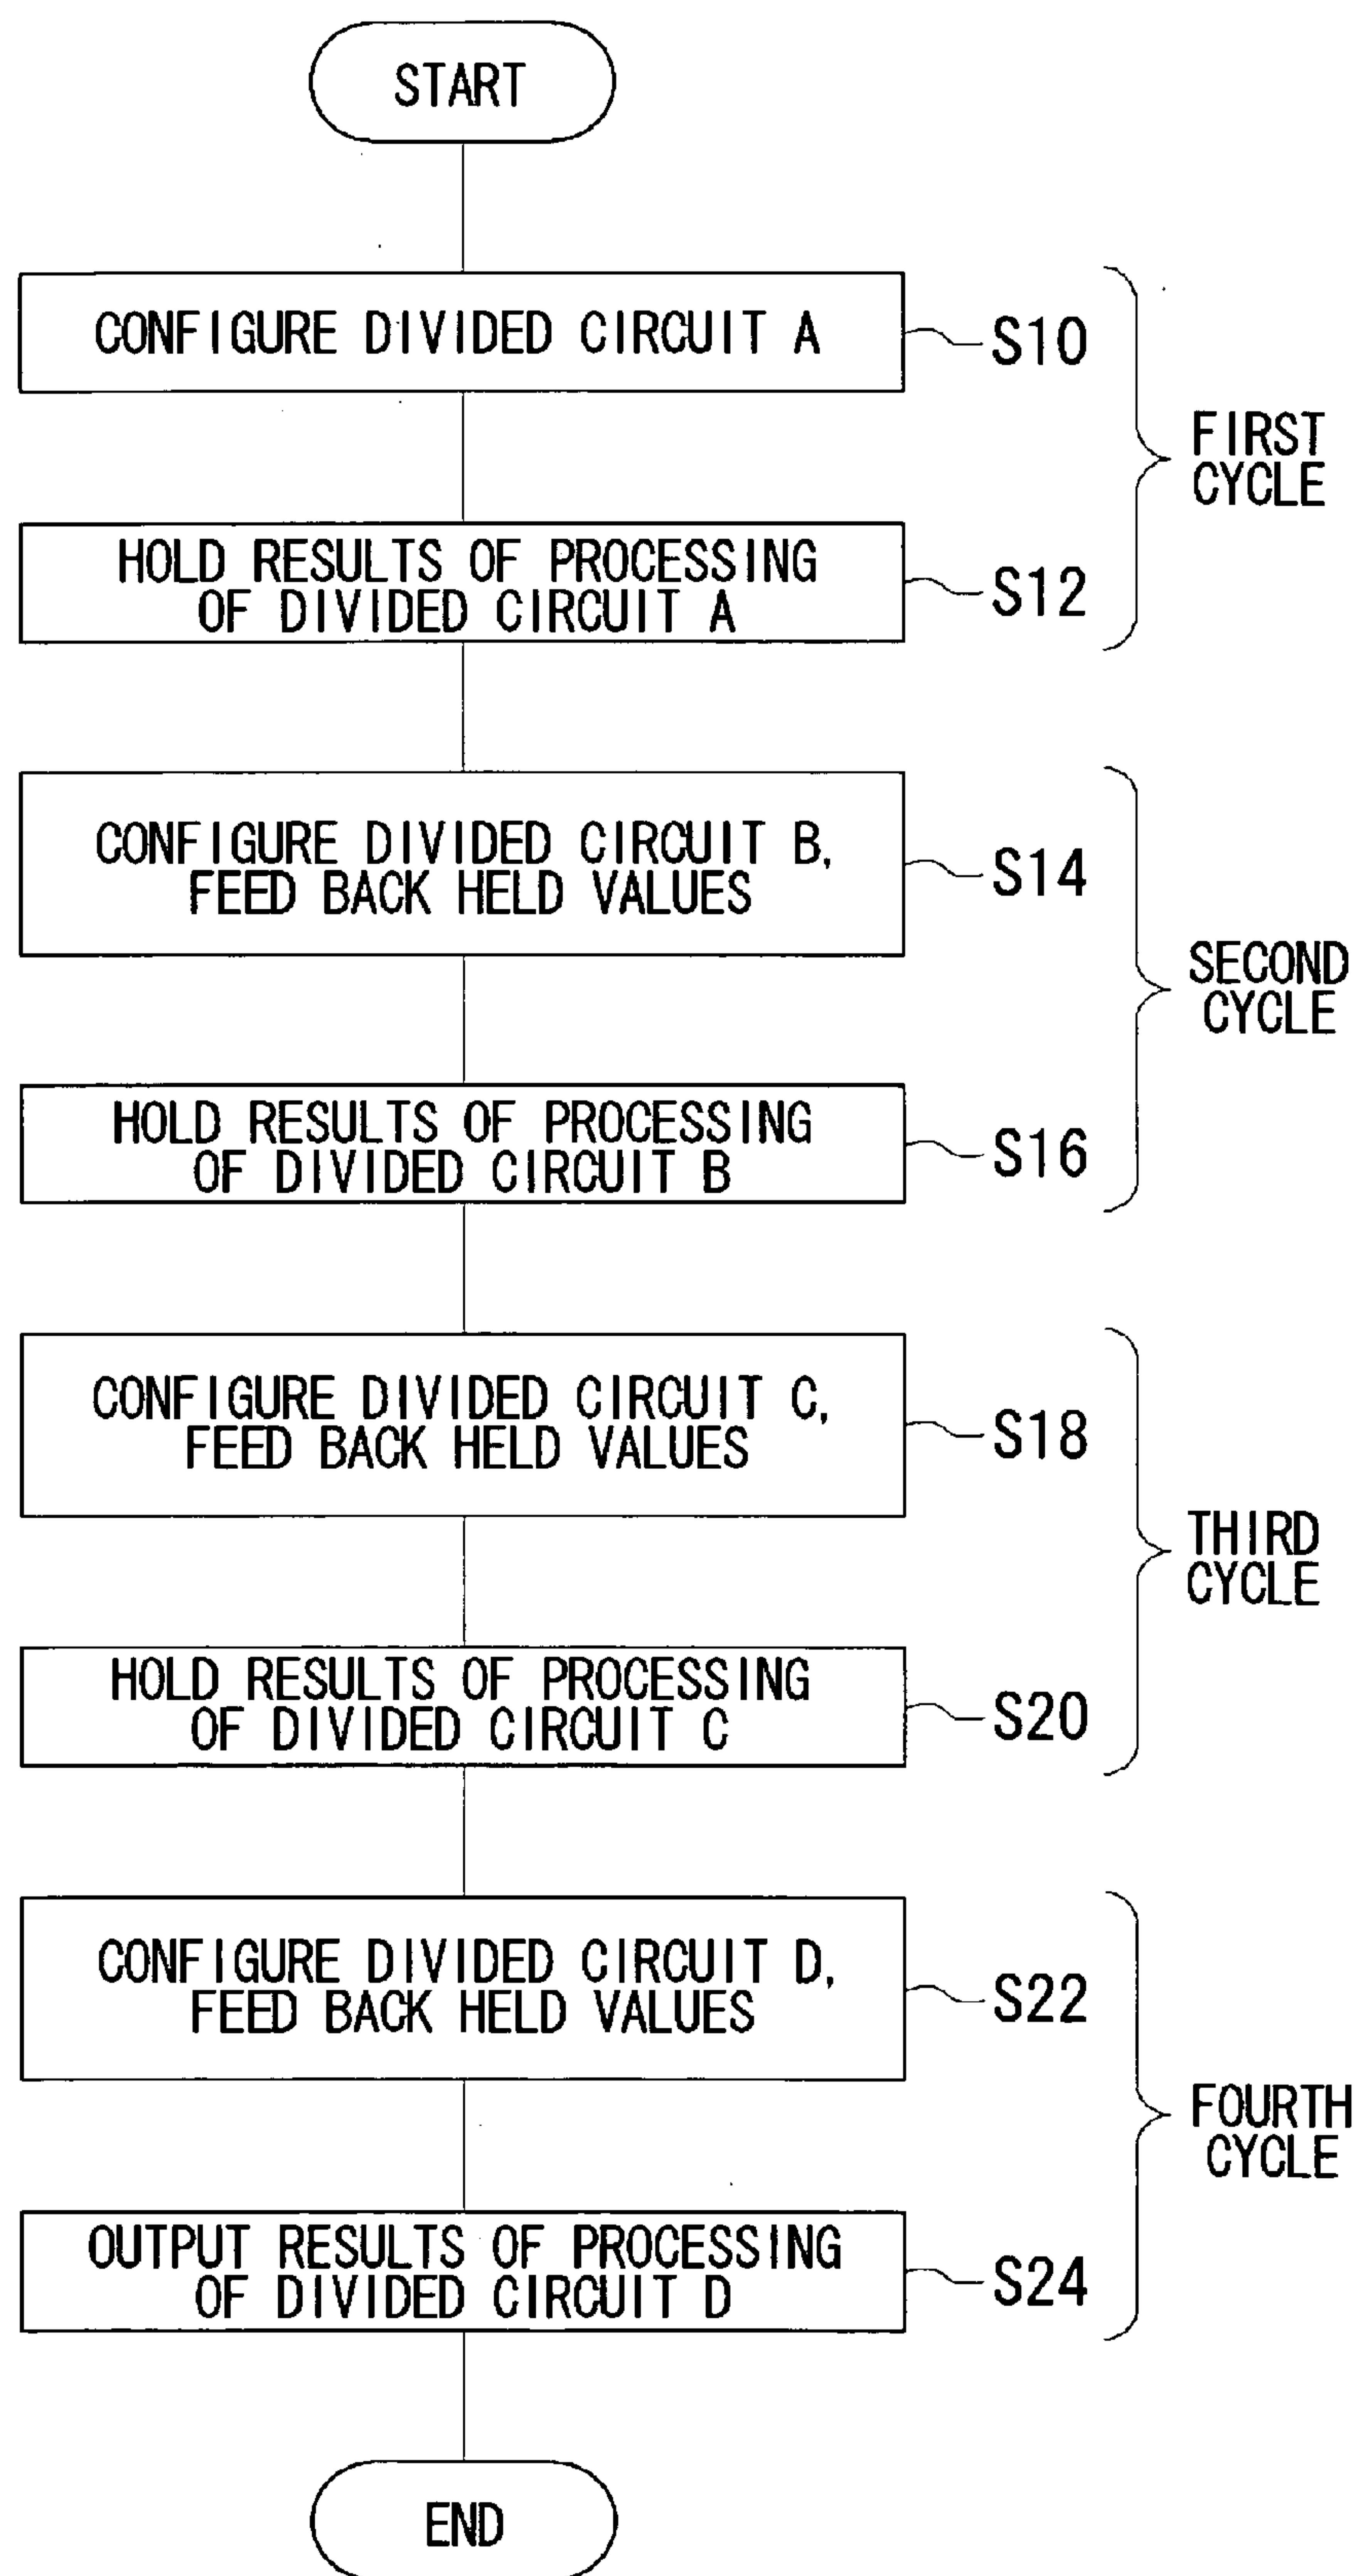 START
CONFIGURE DIVIDED CIRCUIT A
S10
FIRST
CYCLE
HOLD RESULTS OF PROCESSING
OF DIVIDED CIRCUIT A
S12
CONFIGURE DIVIDED CIRCUIT B,
FEED BACK HELD VALUES
S14
SECOND
CYCLE
HOLD RESULTS OF PROCESSING
OF DIVIDED CIRCUIT B
S16
CONFIGURE DIVIDED CIRCUIT C,
FEED BACK HELD VALUES
S18
THIRD
CYCLE
HOLD RESULTS OF PROCESSING
OF DIVIDED CIRCUIT C
S20
CONFIGURE DIVIDED CIRCUIT D,
FEED BACK HELD VALUES
S22
FOURTH
CYCLE
OUTPUT RESULTS OF PROCESSING
OF DIVIDED CIRCUIT D
S24
END